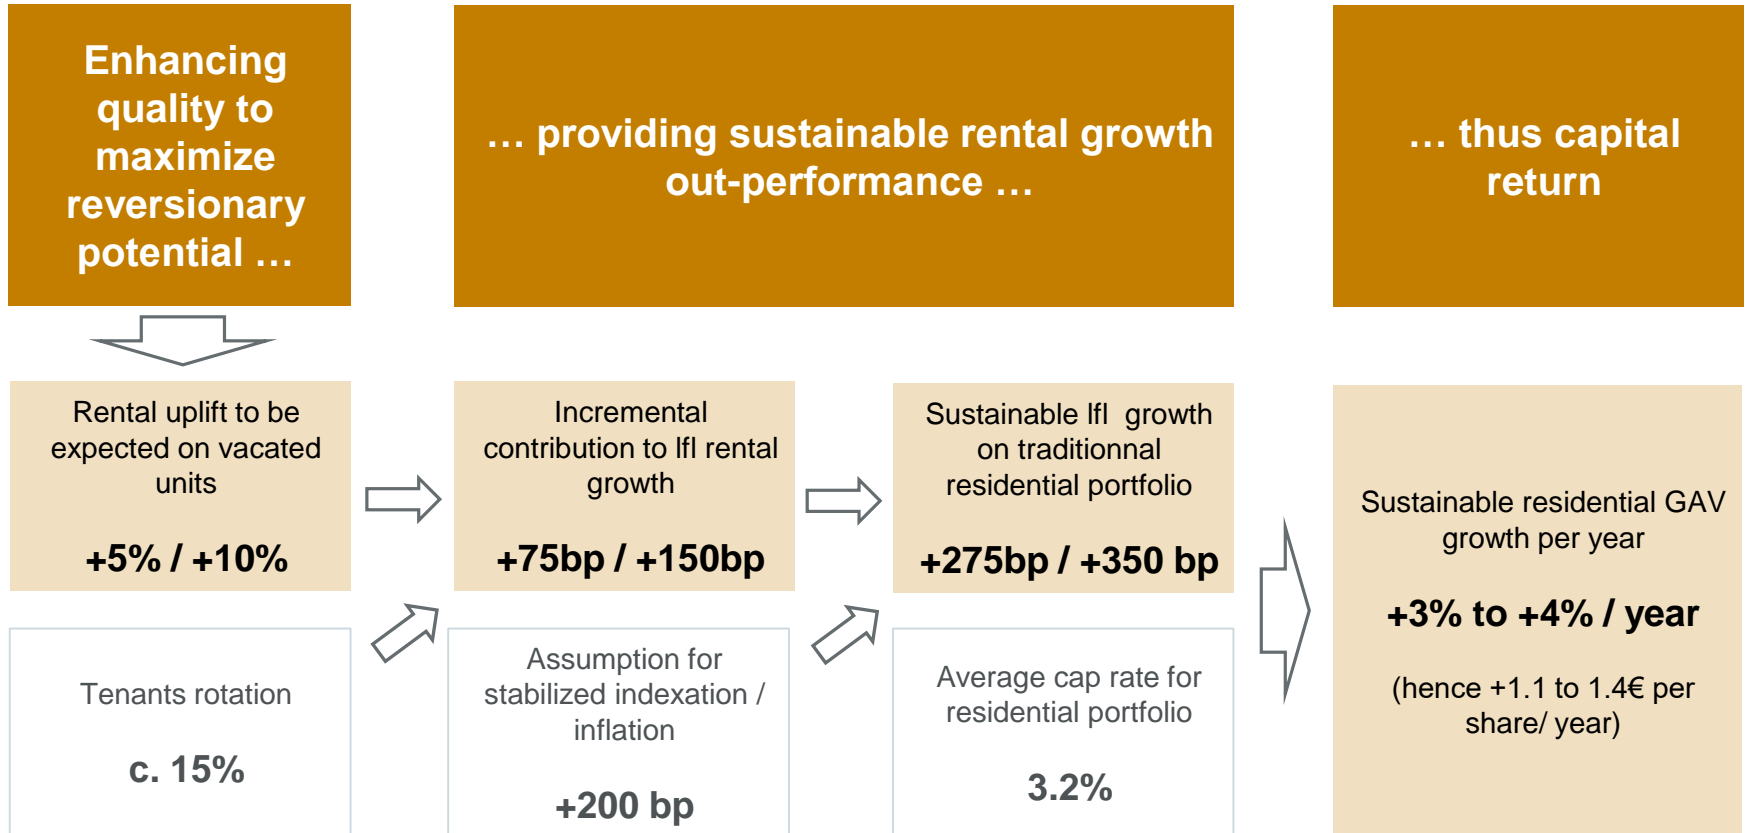 Enhancing
quality to
maximize
reversionary
potential …
… providing sustainable rental growth
out-performance …
… thus capital
return
Rental uplift to be
expected on vacated
units
+5% / +10%
Incremental
contribution to lfl rental
growth
+75bp / +150bp
Sustainable lfl growth
on traditionnal
residential portfolio
+275bp / +350 bp
Sustainable residential GAV
growth per year
+3% to +4% / year
(hence +1.1 to 1.4€ per
share/ year)
Tenants rotation
c. 15%
Assumption for
stabilized indexation /
inflation
+200 bp
Average cap rate for
residential portfolio
3.2%